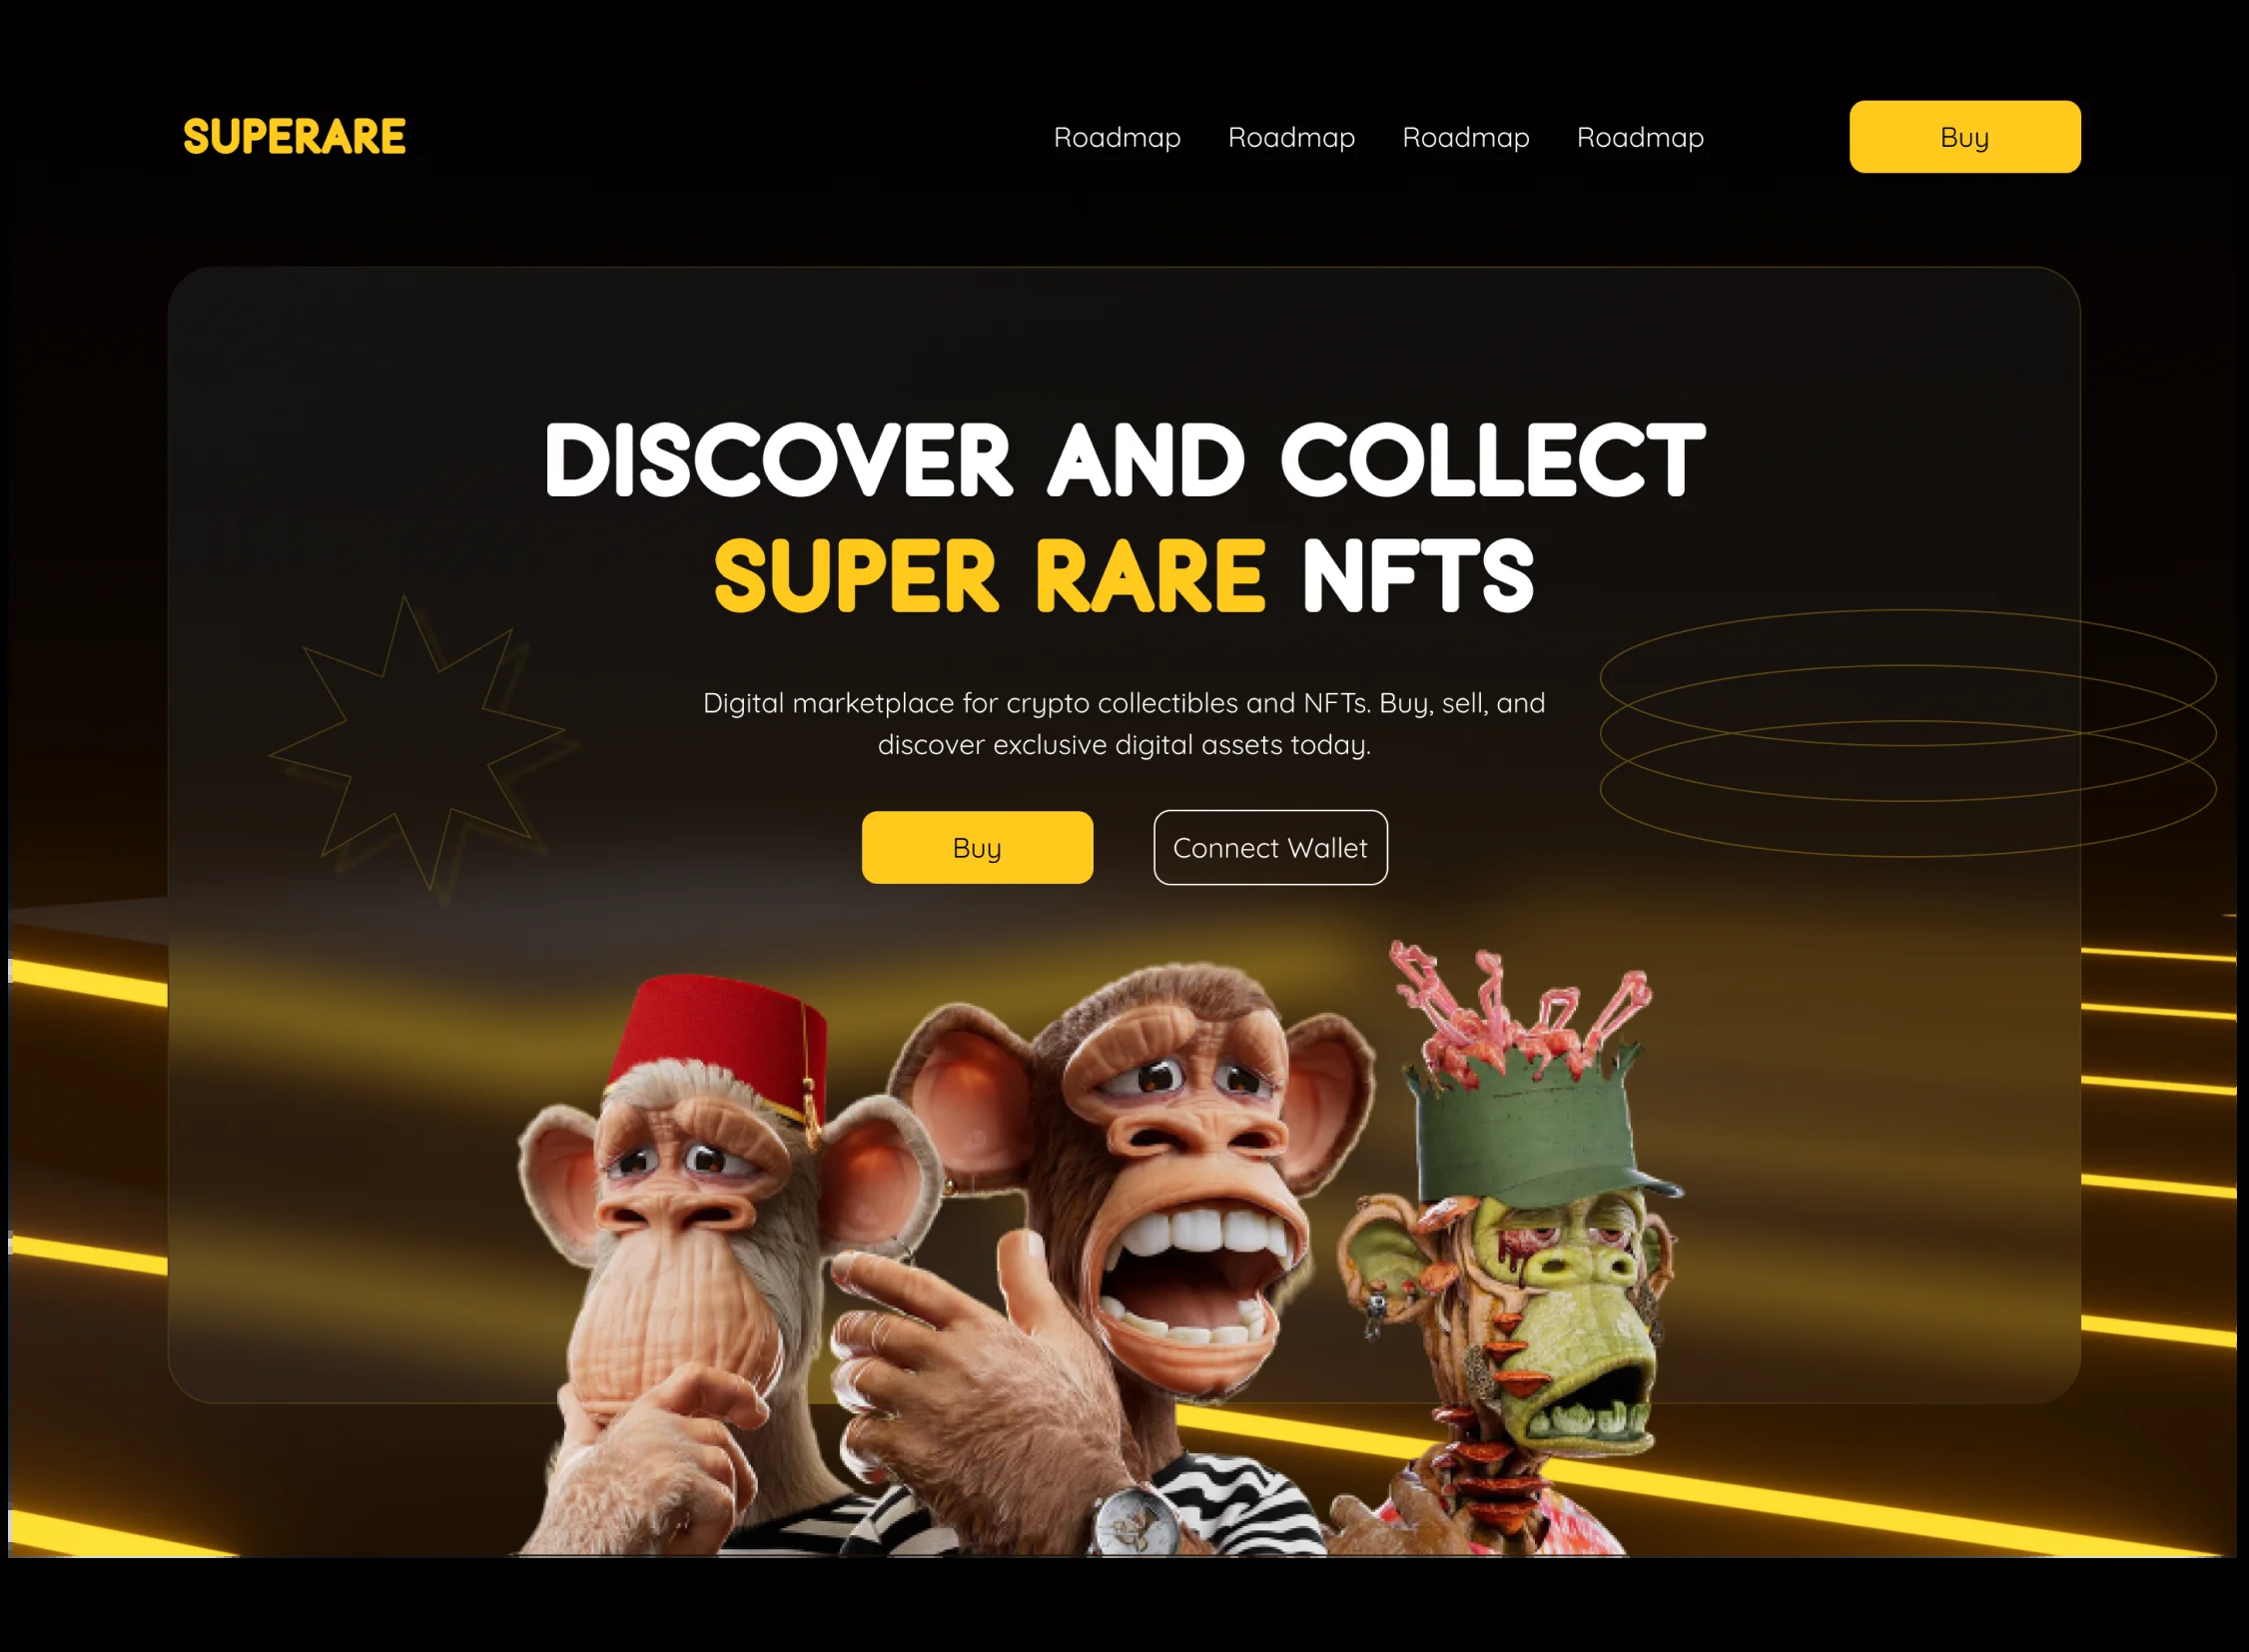 SUPERARE
Roadmap Roadmap Roadmap Roadmap
Buy
DISCOVER AND COLLECT
SUPER RARE NFTS
Digital marketplace for crypto collectibles and NFTs. Buy, sell, and
discover exclusive digital assets today.
Buy
Connect Wallet